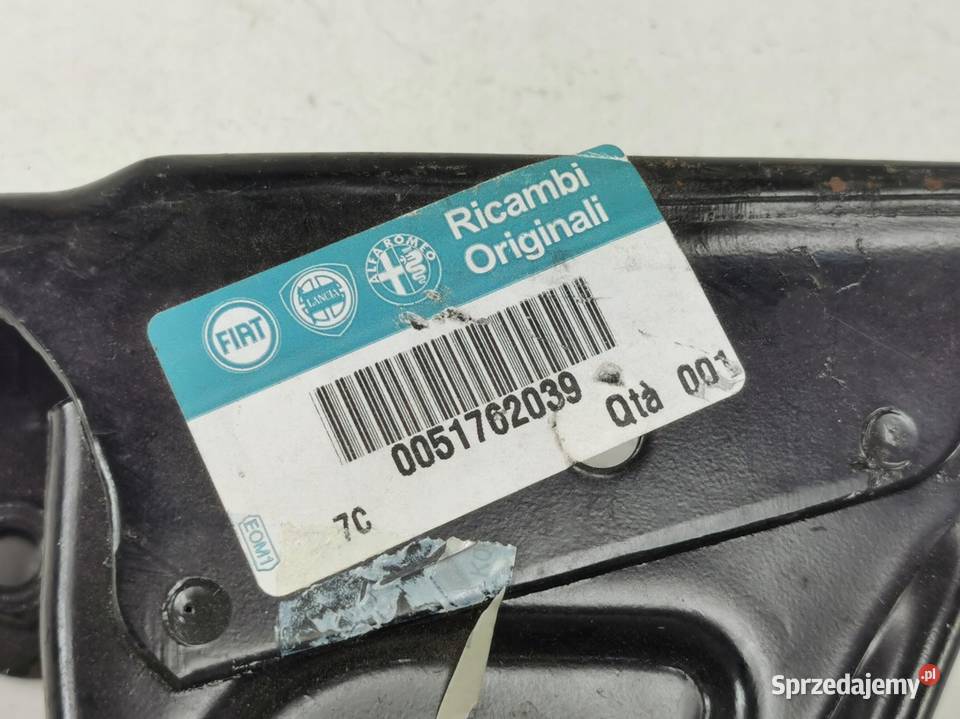 Ricambi
Originali
FIAT
LANCIA
ALFA ROMEO
0051762039
Qtà 001
7C
EOM1
Sprzedajemy.pl